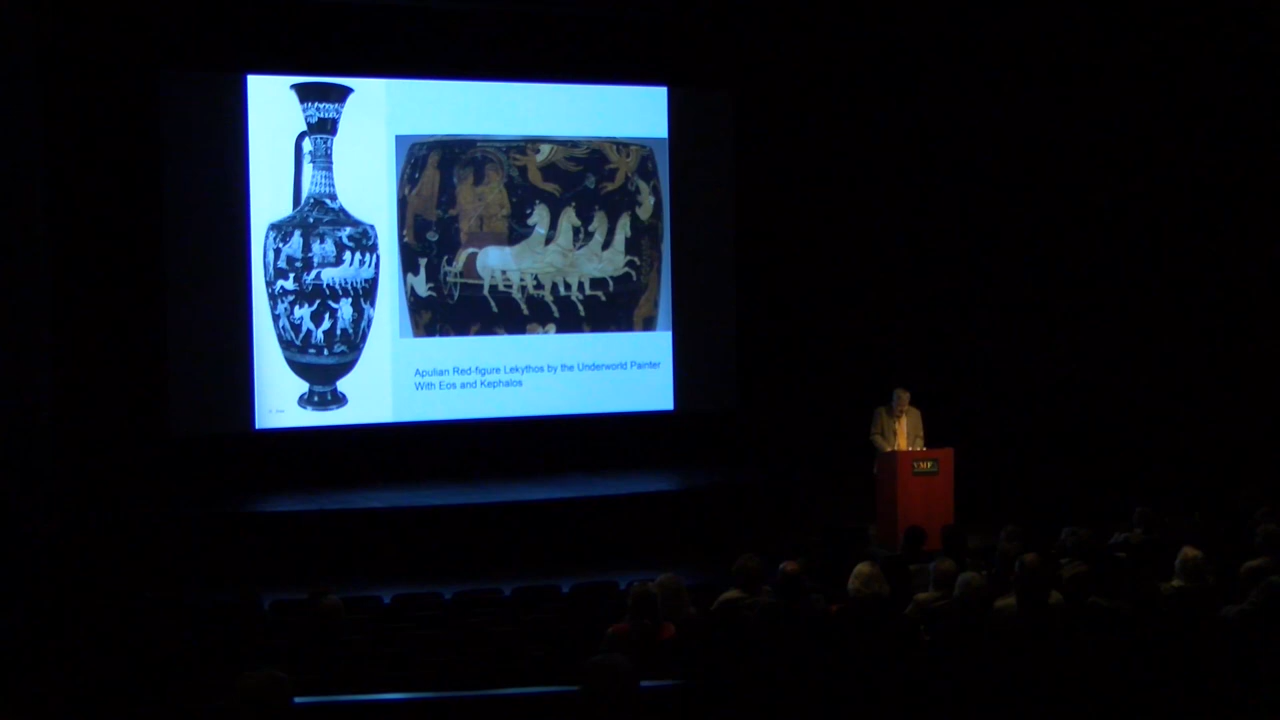 Apulian Red-figure Lekythos by the Underworld Painter
With Eos and Kephalos
VMFA